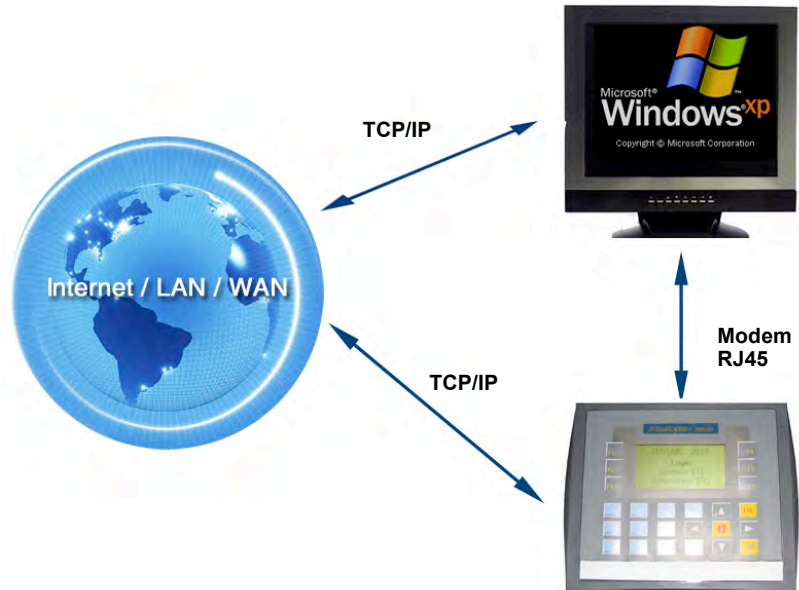 Microsoft®
Windows xp
Copyright © Microsoft Corporation
TCP/IP
Internet / LAN / WAN
Modem
RJ45
TCP/IP
Login